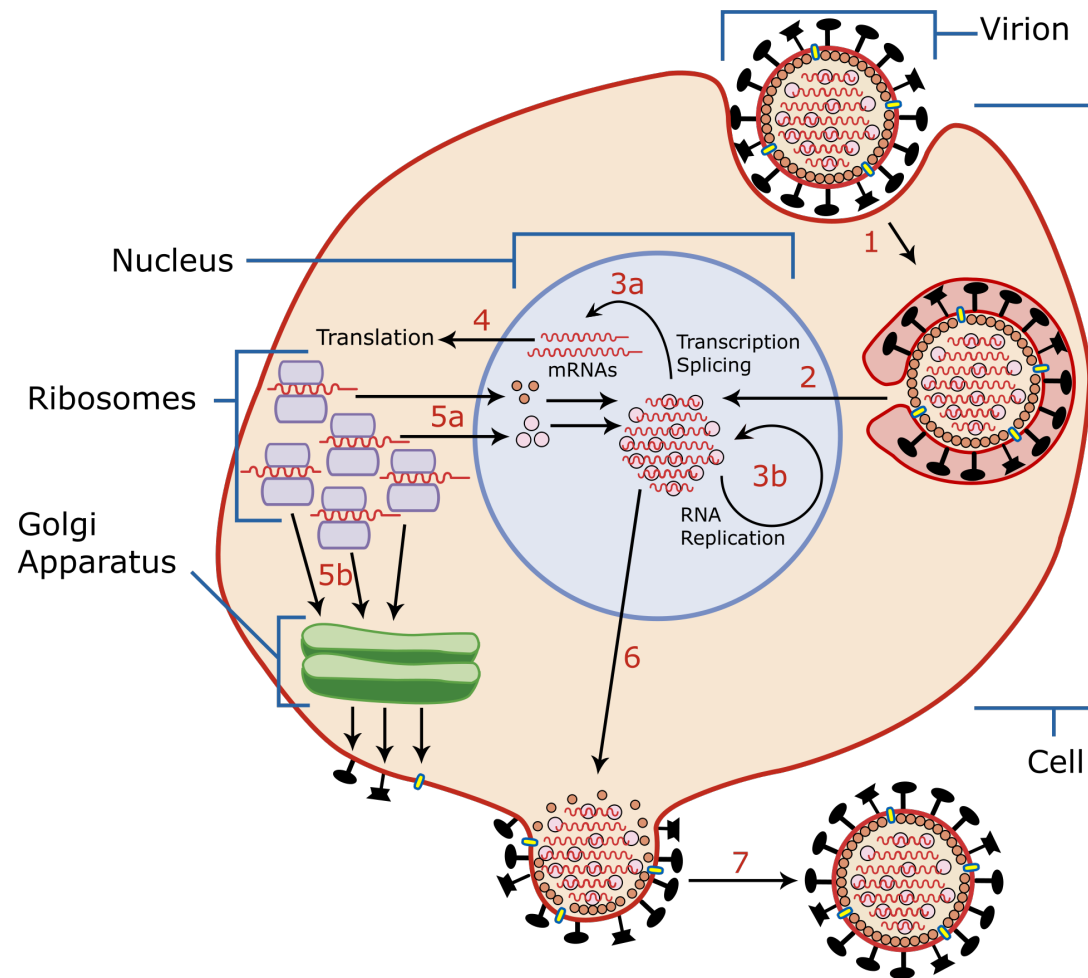 Virion
1
Nucleus
3a
4
Translation
mRNAs
Transcription
Splicing
2
Ribosomes
5a
3b
RNA
Replication
Golgi
Apparatus
5b
6
Cell
7